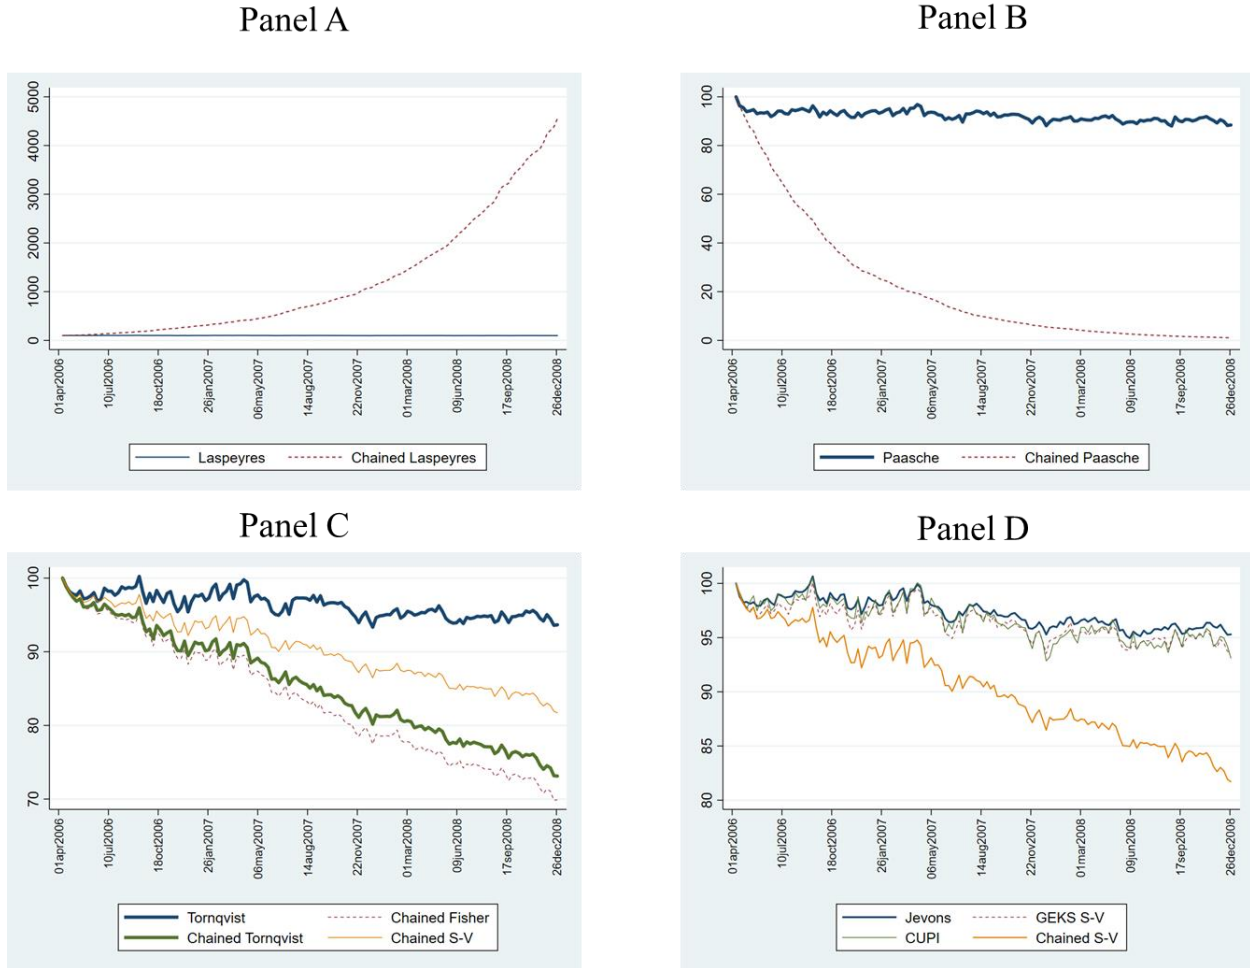 Panel A
Panel B
5000
4000
3000
2000
1000
0
01apr2006
10jul2006
18oct2006
26jan2007
06may2007
14aug2007
22nov2007
01mar2008
09jun2008
17sep2008
26dec2008
Laspeyres
Chained Laspeyres
100
80
60
40
20
0
01apr2006
10jul2006
18oct2006
26jan2007
06may2007
14aug2007
22nov2007
01mar2008
09jun2008
17sep2008
26dec2008
Paasche
Chained Paasche
Panel C
Panel D
100
90
80
70
01apr2006
10jul2006
18oct2006
26jan2007
06may2007
14aug2007
22nov2007
01mar2008
09jun2008
17sep2008
26dec2008
Tornqvist
Chained Fisher
Chained Tornqvist
Chained S-V
100
95
90
85
80
01apr2006
10jul2006
18oct2006
26jan2007
06may2007
14aug2007
22nov2007
01mar2008
09jun2008
17sep2008
26dec2008
Jevons
GEKS S-V
CUPI
Chained S-V